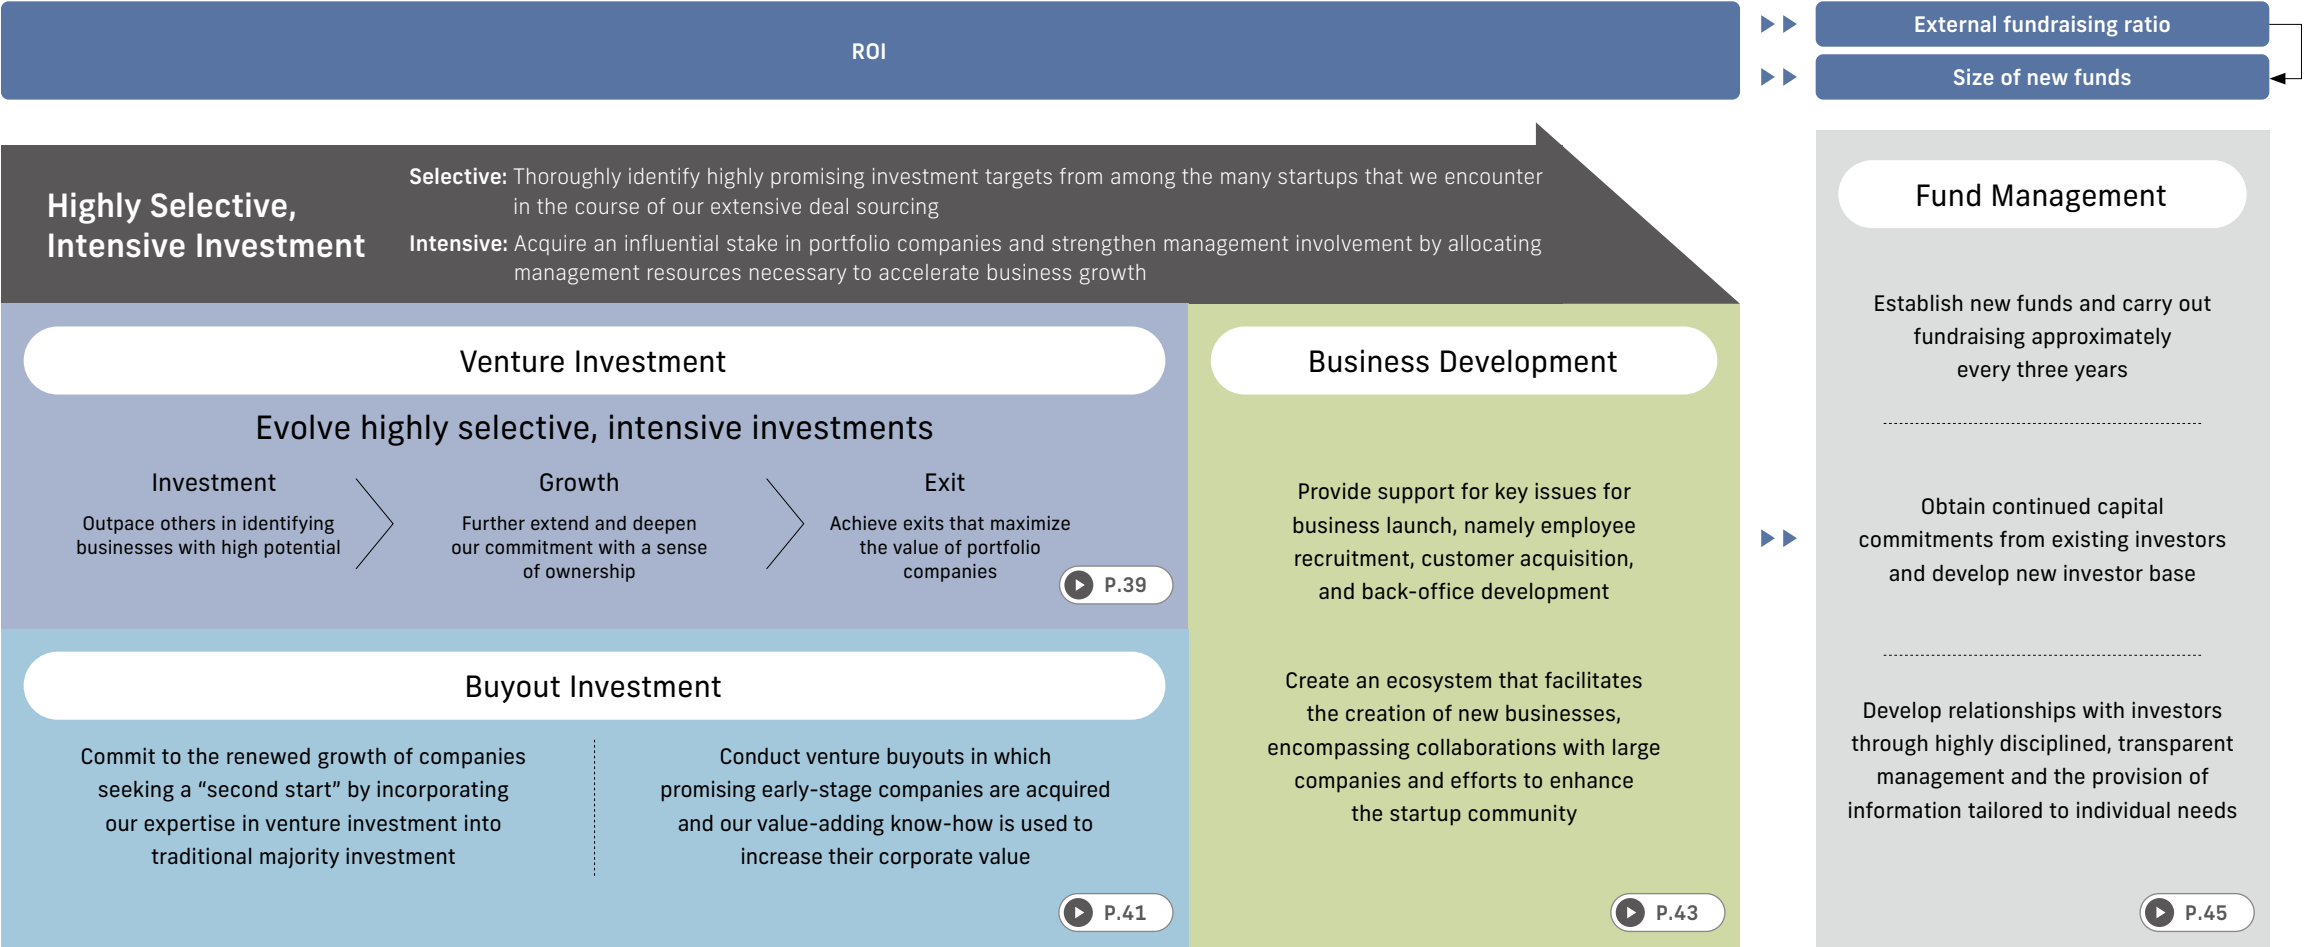 ROI
External fundraising ratio
Size of new funds
Highly Selective,
Intensive Investment
Selective: Thoroughly identify highly promising investment targets from among the many startups that we encounter
in the course of our extensive deal sourcing
Intensive: Acquire an influential stake in portfolio companies and strengthen management involvement by allocating
management resources necessary to accelerate business growth
Venture Investment
Evolve highly selective, intensive investments
Investment
Outpace others in identifying
businesses with high potential
Growth
Further extend and deepen
our commitment with a sense
of ownership
Exit
Achieve exits that maximize
the value of portfolio
companies
P.39
Buyout Investment
Commit to the renewed growth of companies
seeking a “second start” by incorporating
our expertise in venture investment into
traditional majority investment
Conduct venture buyouts in which
promising early-stage companies are acquired
and our value-adding know-how is used to
increase their corporate value
P.41
Business Development
Provide support for key issues for
business launch, namely employee
recruitment, customer acquisition,
and back-office development
Create an ecosystem that facilitates
the creation of new businesses,
encompassing collaborations with large
companies and efforts to enhance
the startup community
P.43
Fund Management
Establish new funds and carry out
fundraising approximately
every three years
Obtain continued capital
commitments from existing investors
and develop new investor base
Develop relationships with investors
through highly disciplined, transparent
management and the provision of
information tailored to individual needs
P.45